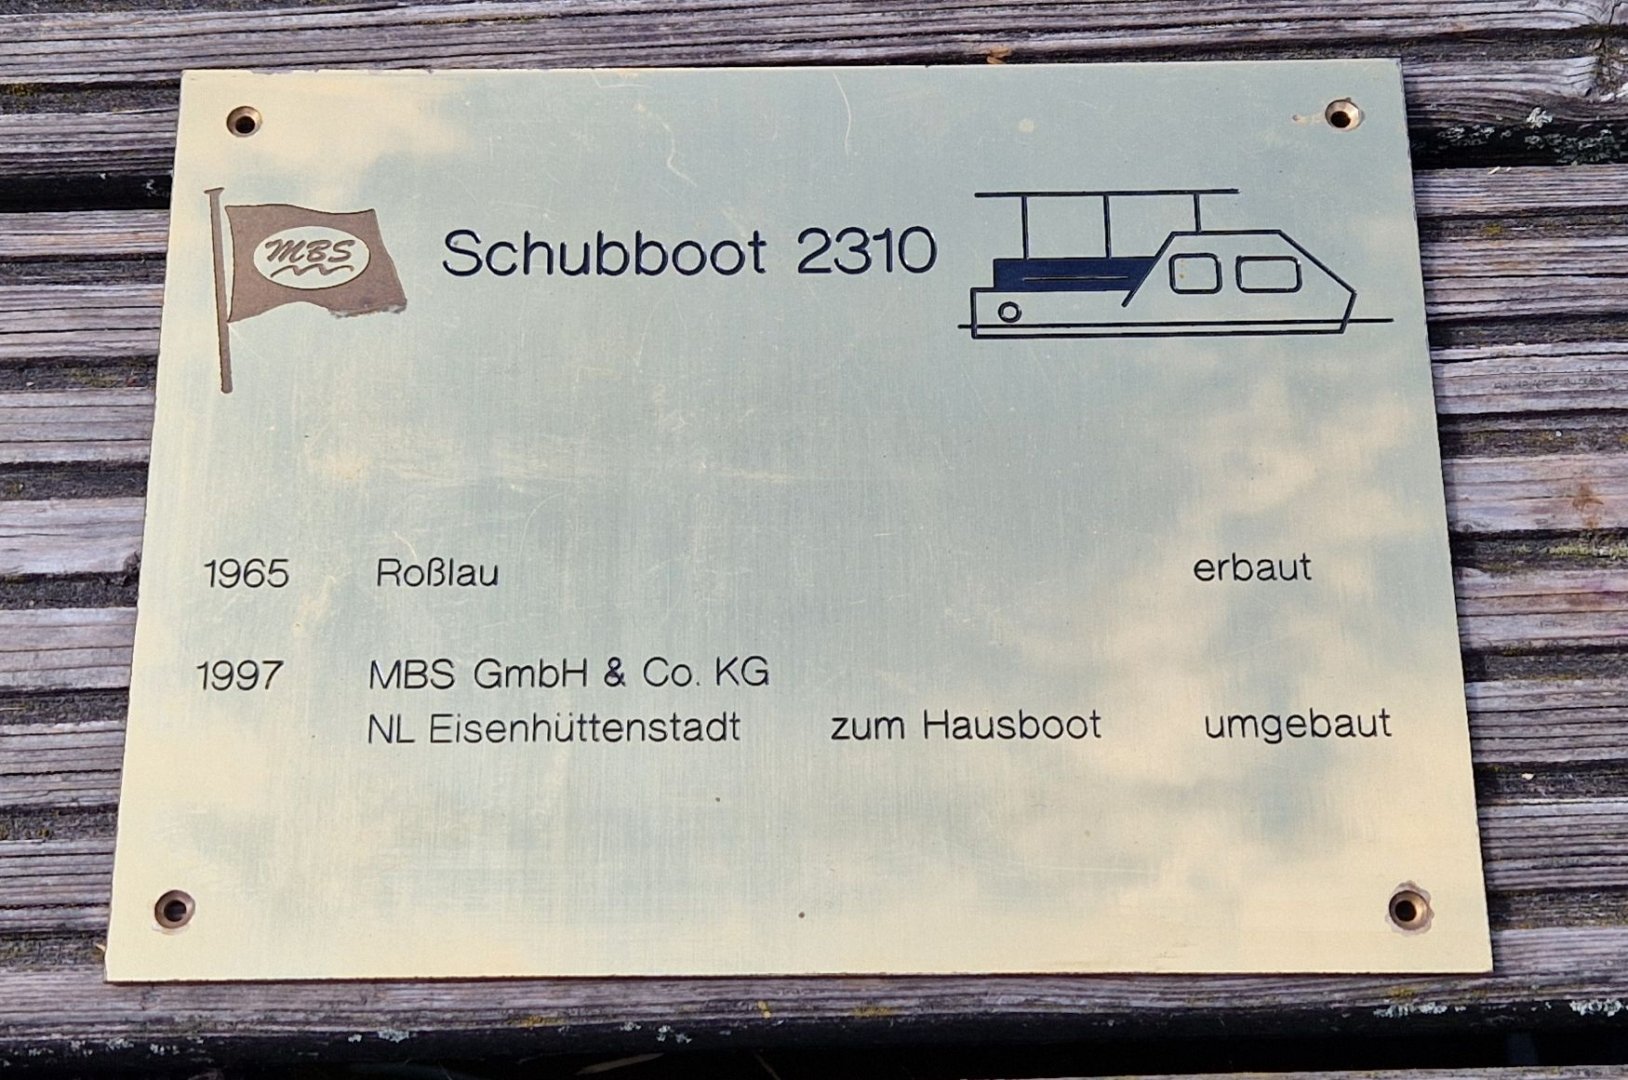 MBS
Schubboot 2310
1965 Roßlau erbaut
1997 MBS GmbH & Co. KG
NL Eisenhüttenstadt zum Hausboot umgebaut